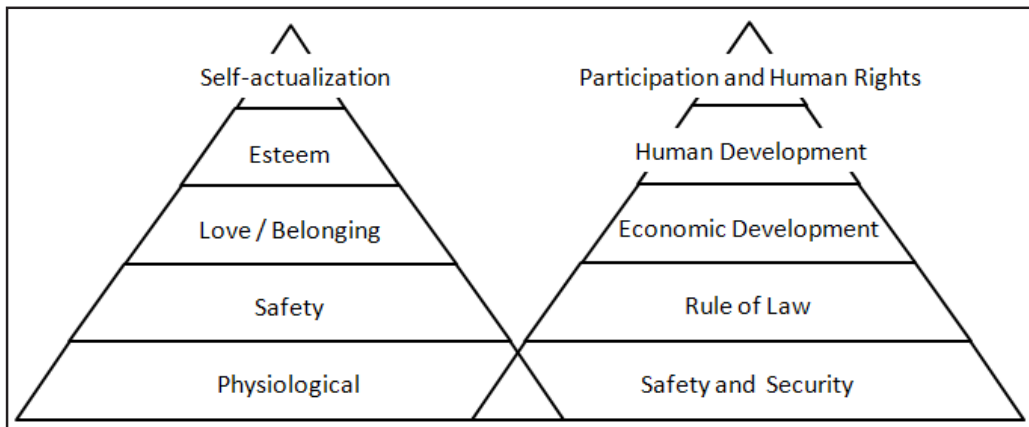 Self-actualization
Esteem
Love / Belonging
Safety
Physiological
Participation and Human Rights
Human Development
Economic Development
Rule of Law
Safety and Security